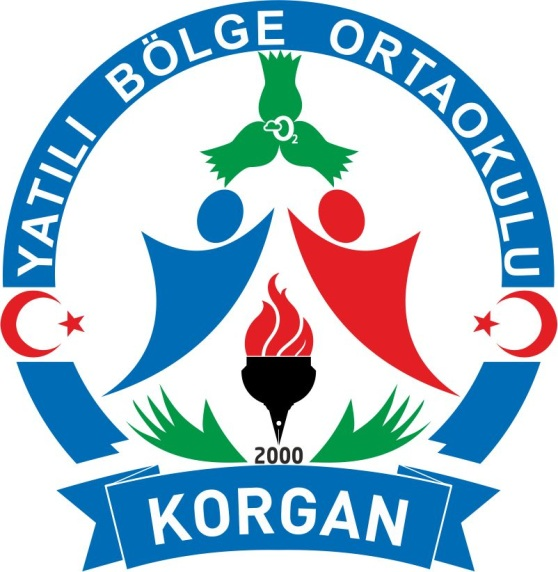 YATILI BÖLGE ORTAOKULU
O2
2000
KORGAN